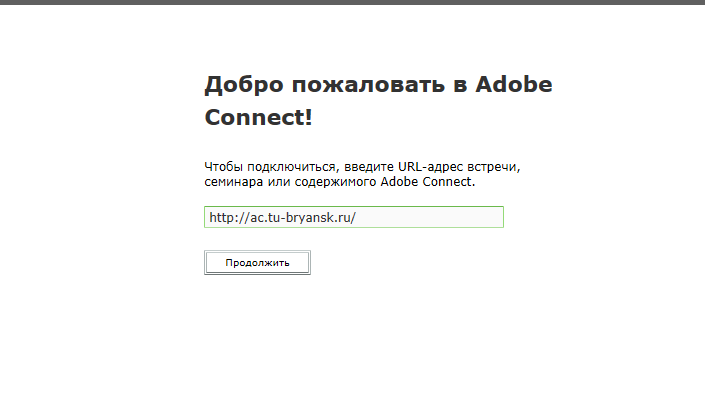 Добро пожаловать в Adobe
Connect!
Чтобы подключиться, введите URL-адрес встречи,
семинара или содержимого Adobe Connect.
http://ac.tu-bryansk.ru/
Продолжить